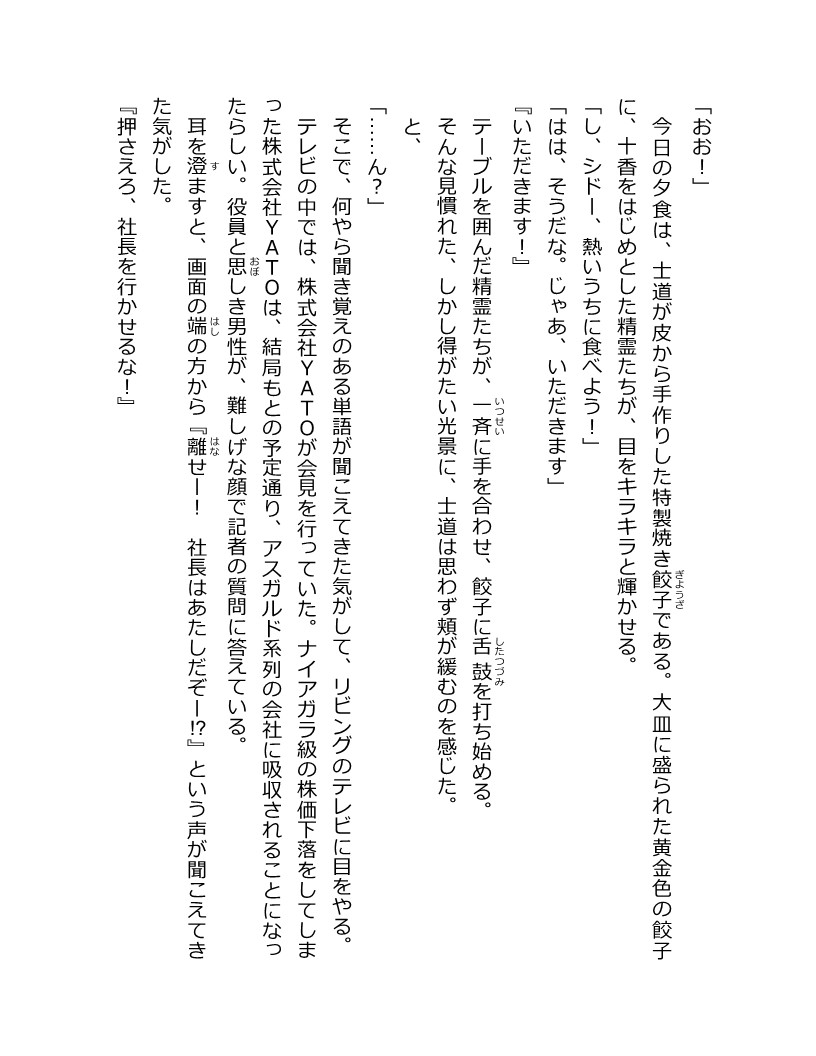 「おお！」
　今日の夕食は、士道が皮から手作りした特製焼き餃子である。大皿に盛られた黄金色の餃子
に、十香をはじめとした精霊たちが、目をキラキラと輝かせる。
「し、シドー、熱いうちに食べよう！」
「はは、そうだな。じゃあ、いただきます」
『いただきます！』
　テーブルを囲んだ精霊たちが、一斉に手を合わせ、餃子に舌鼓を打ち始める。
　そんな見慣れた、しかし得がたい光景に、士道は思わず頬が緩むのを感じた。
　と、
「……ん？」
　そこで、何やら聞き覚えのある単語が聞こえてきた気がして、リビングのテレビに目をやる。
　テレビの中では、株式会社ＹＡＴＯが会見を行っていた。ナイアガラ級の株価下落をしてしま
った株式会社ＹＡＴＯは、結局もとの予定通り、アスガルド系列の会社に吸収されることになっ
たらしい。役員と思しき男性が、難しげな顔で記者の質問に答えている。
　耳を澄ますと、画面の端の方から『離せー！　社長はあたしだぞー!?』という声が聞こえてき
た気がした。
『押さえろ、社長を行かせるな！』